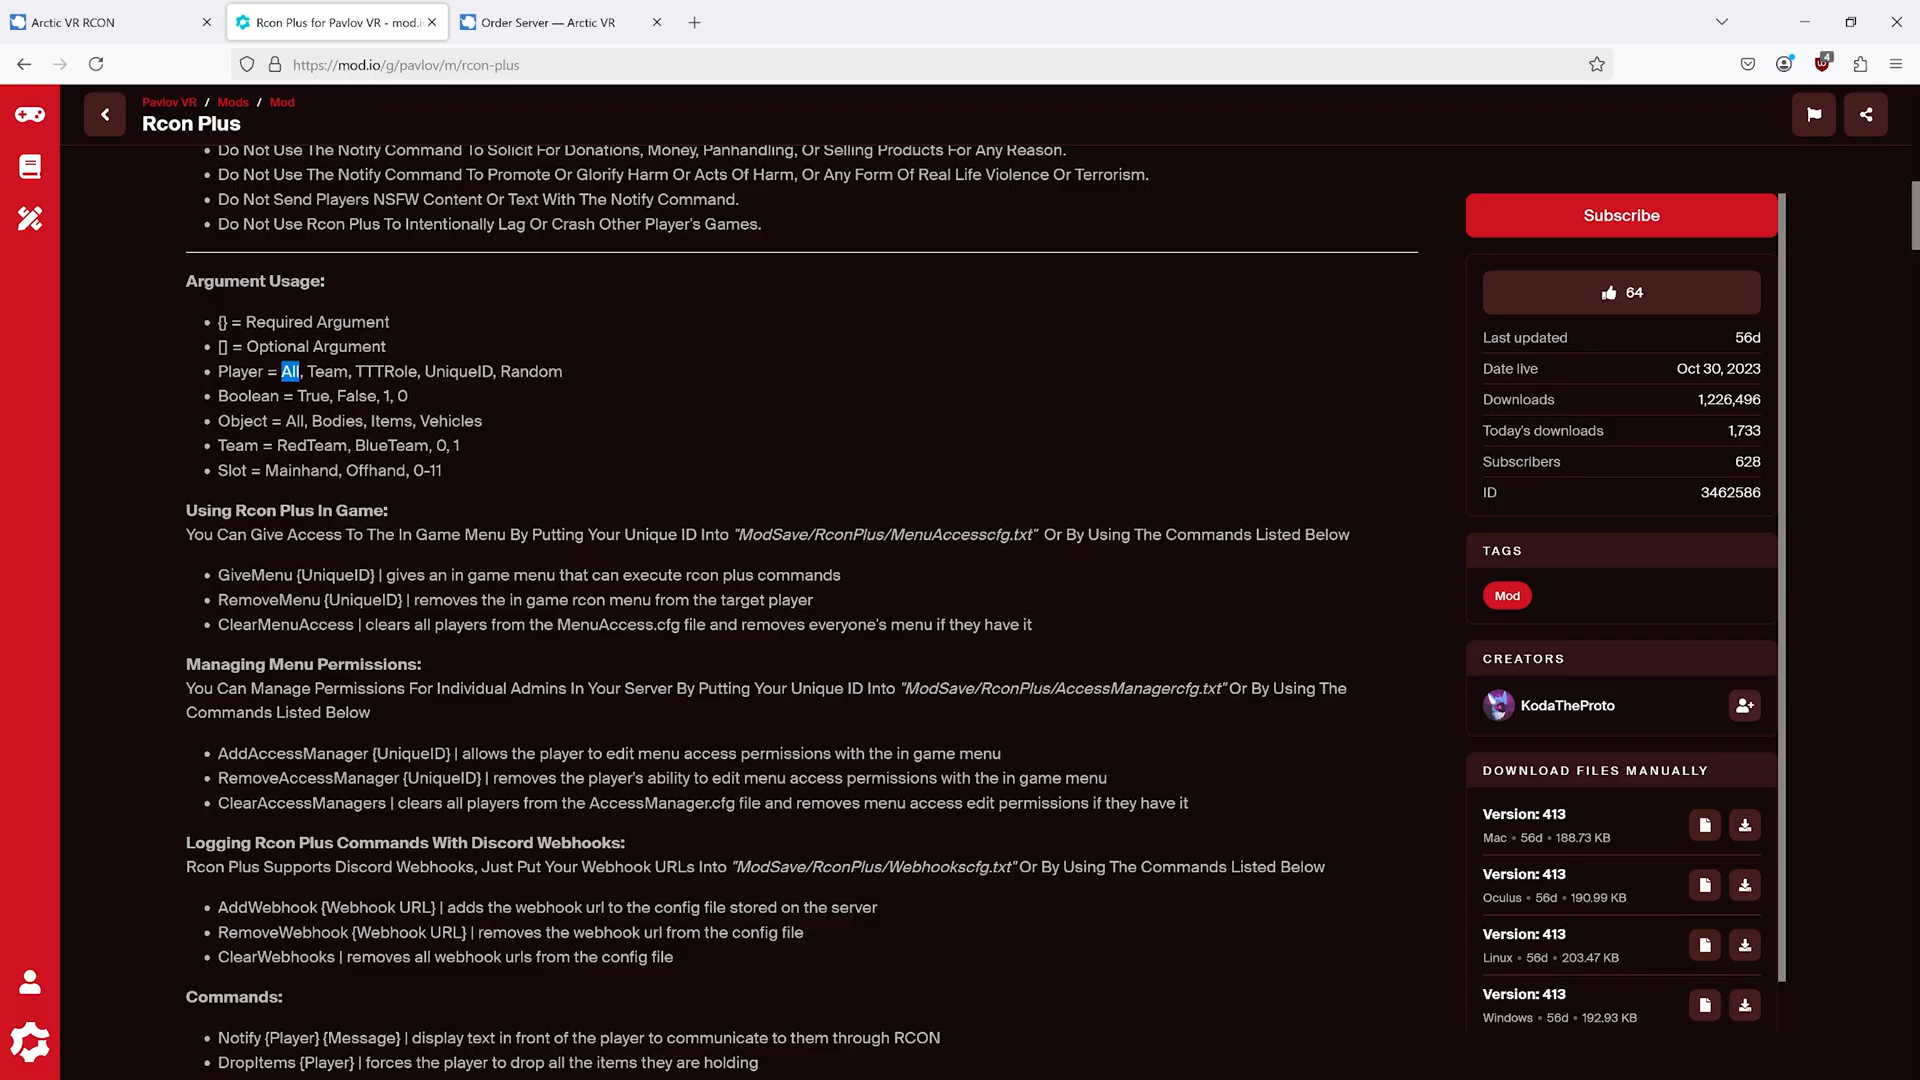 Arctic VR RCON
Rcon Plus for Pavlov VR - mod.i
Order Server — Arctic VR
https://mod.io/g/pavlov/m/rcon-plus
4
Pavlov VR / Mods / Mod
Rcon Plus
• Do Not Use The Notify Command To Solicit For Donations, Money, Panhandling, Or Selling Products For Any Reason.
• Do Not Use The Notify Command To Promote Or Glorify Harm Or Acts Of Harm, Or Any Form Of Real Life Violence Or Terrorism.
• Do Not Send Players NSFW Content Or Text With The Notify Command.
• Do Not Use Rcon Plus To Intentionally Lag Or Crash Other Player's Games.
Argument Usage:
• {} = Required Argument
• [] = Optional Argument
• Player = All, Team, TTTRole, UniqueID, Random
• Boolean = True, False, 1, 0
• Object = All, Bodies, Items, Vehicles
• Team = RedTeam, BlueTeam, 0, 1
• Slot = Mainhand, Offhand, 0-11
Using Rcon Plus In Game:
You Can Give Access To The In Game Menu By Putting Your Unique ID Into "ModSave/RconPlus/MenuAccesscfg.txt" Or By Using The Commands Listed Below
• GiveMenu {UniqueID} | gives an in game menu that can execute rcon plus commands
• RemoveMenu {UniqueID} | removes the in game rcon menu from the target player
• ClearMenuAccess | clears all players from the MenuAccess.cfg file and removes everyone's menu if they have it
Managing Menu Permissions:
You Can Manage Permissions For Individual Admins In Your Server By Putting Your Unique ID Into "ModSave/RconPlus/AccessManagercfg.txt" Or By Using The
Commands Listed Below
• AddAccessManager {UniqueID} | allows the player to edit menu access permissions with the in game menu
• RemoveAccessManager {UniqueID} | removes the player's ability to edit menu access permissions with the in game menu
• ClearAccessManagers | clears all players from the AccessManager.cfg file and removes menu access edit permissions if they have it
Logging Rcon Plus Commands With Discord Webhooks:
Rcon Plus Supports Discord Webhooks, Just Put Your Webhook URLs Into "ModSave/RconPlus/Webhookscfg.txt" Or By Using The Commands Listed Below
• AddWebhook {Webhook URL} | adds the webhook url to the config file stored on the server
• RemoveWebhook {Webhook URL} | removes the webhook url from the config file
• ClearWebhooks | removes all webhook urls from the config file
Commands:
• Notify {Player} {Message} | display text in front of the player to communicate to them through RCON
• DropItems {Player} | forces the player to drop all the items they are holding
Subscribe
64
Last updated 56d
Date live Oct 30, 2023
Downloads 1,226,496
Today's downloads 1,733
Subscribers 628
ID 3462586
TAGS
Mod
CREATORS
KodaTheProto
DOWNLOAD FILES MANUALLY
Version: 413
Mac • 56d • 188.73 KB
Version: 413
Oculus • 56d • 190.99 KB
Version: 413
Linux • 56d • 203.47 KB
Version: 413
Windows • 56d • 192.93 KB